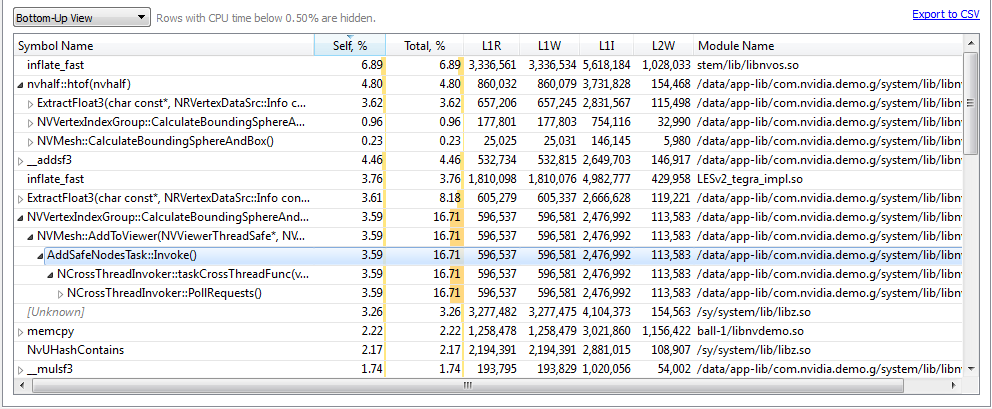 Bottom-Up View Rows with CPU time below 0.50% are hidden. Export to CSV
Symbol Name Self, % Total, % L1R L1W L1I L2W Module Name
inflate_fast 6.89 6.89 3,336,561 3,336,534 5,618,184 1,028,033 stem/lib/libnvos.so
nvhalf::htof(nvhalf) 4.80 4.80 860,032 860,079 3,731,828 154,468 /data/app-lib/com.nvidia.demo.g/system/lib/libn
ExtractFloat3(char const*, NRVertexDataSrc::Info c... 3.62 3.62 657,206 657,245 2,831,567 115,498 /data/app-lib/com.nvidia.demo.g/system/lib/libnv
NVVertexIndexGroup::CalculateBoundingSphereA... 0.96 0.96 177,801 177,803 754,116 32,990 /data/app-lib/com.nvidia.demo.g/system/lib/libnv
NVMesh::CalculateBoundingSphereAndBox() 0.23 0.23 25,025 25,031 146,145 5,980 /data/app-lib/com.nvidia.demo.g/system/lib/libnv
__addsf3 4.46 4.46 532,734 532,815 2,649,703 146,917 /data/app-lib/com.nvidia.demo.g/system/lib/libnv
inflate_fast 3.76 3.76 1,810,098 1,810,076 4,982,777 429,958 LESv2_tegra_impl.so
ExtractFloat3(char const*, NRVertexDataSrc::Info con... 3.61 8.18 605,279 605,337 2,666,628 119,221 /data/app-lib/com.nvidia.demo.g/system/lib/libnv
NVVertexIndexGroup::CalculateBoundingSphereAnd... 3.59 16.71 596,537 596,581 2,476,992 113,583 /data/app-lib/com.nvidia.demo.g/system/lib/libnv
NVMesh::AddToViewer(NVViewerThreadSafe*, NV... 3.59 16.71 596,537 596,581 2,476,992 113,583 /data/app-lib/com.nvidia.demo.g/system/lib/libnv
AddSafeNodesTask::Invoke() 3.59 16.71 596,537 596,581 2,476,992 113,583 /data/app-lib/com.nvidia.demo.g/system/lib/libnv
NCrossThreadInvoker::taskCrossThreadFunc(v... 3.59 16.71 596,537 596,581 2,476,992 113,583 /data/app-lib/com.nvidia.demo.g/system/lib/libnv
NCrossThreadInvoker::PollRequests() 3.59 16.71 596,537 596,581 2,476,992 113,583 /data/app-lib/com.nvidia.demo.g/system/lib/libnv
[Unknown] 3.26 3.26 3,277,482 3,277,475 4,104,373 154,563 /sy/system/lib/libz.so
memcpy 2.22 2.22 1,258,478 1,258,479 3,021,860 1,156,422 ball-1/libnvdemo.so
NvUHashContains 2.17 2.17 2,194,391 2,194,391 2,881,015 108,907 /sy/system/lib/libz.so
__mulsf3 1.74 1.74 193,795 193,829 1,020,056 54,002 /data/app-lib/com.nvidia.demo.g/system/lib/libn